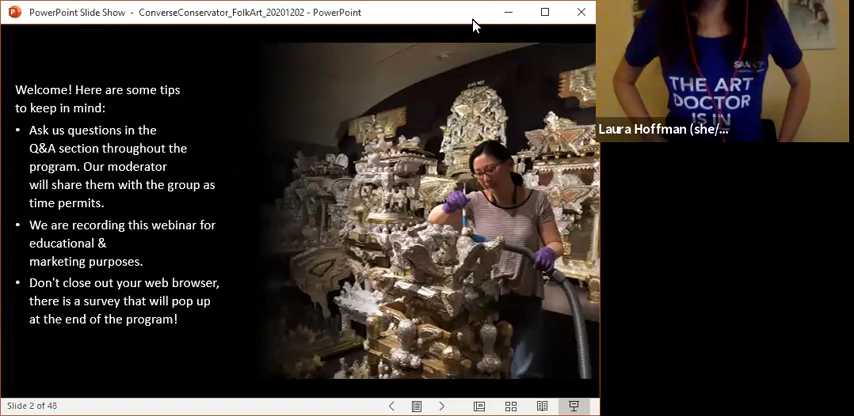 PowerPoint Slide Show - ConverseConservator_FolkArt_20201202 - PowerPoint
Welcome! Here are some tips
to keep in mind:
• Ask us questions in the
Q&A section throughout the
program. Our moderator
will share them with the group as
time permits.
• We are recording this webinar for
educational &
marketing purposes.
• Don't close out your web browser,
there is a survey that will pop up
at the end of the program!
Slide 2 of 48
THE ART
DOCTOR
IS IN
Laura Hoffman (she/...